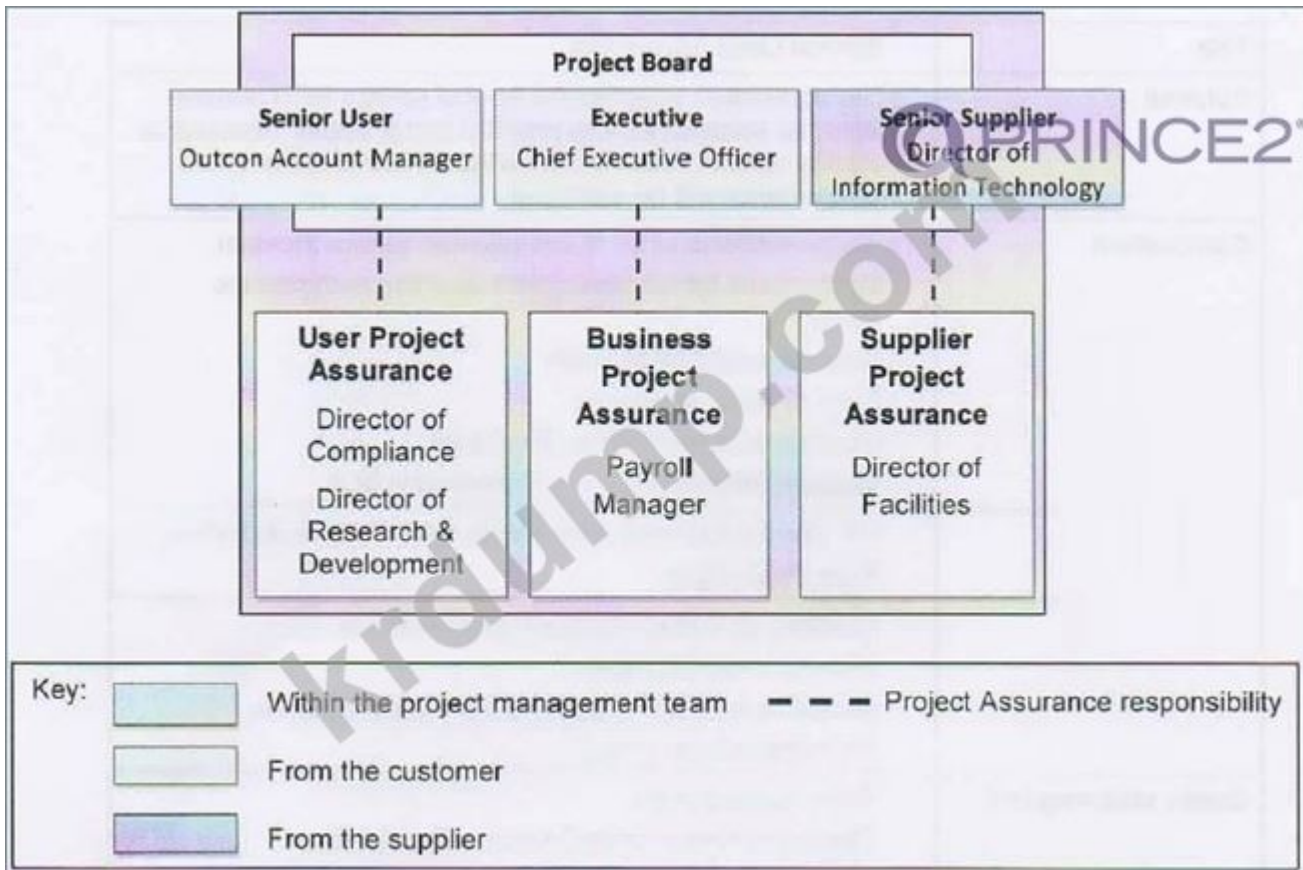 Project Board
Senior User
Outcon Account Manager
Executive
Chief Executive Officer
Senior Supplier
Director of
Information Technology
PRINCE2
User Project
Assurance
Director of
Compliance
Director of
Research &
Development
Business
Project
Assurance
Payroll
Manager
Supplier
Project
Assurance
Director of
Facilities
krdump.com
Key:
Within the project management team
Project Assurance responsibility
From the customer
From the supplier